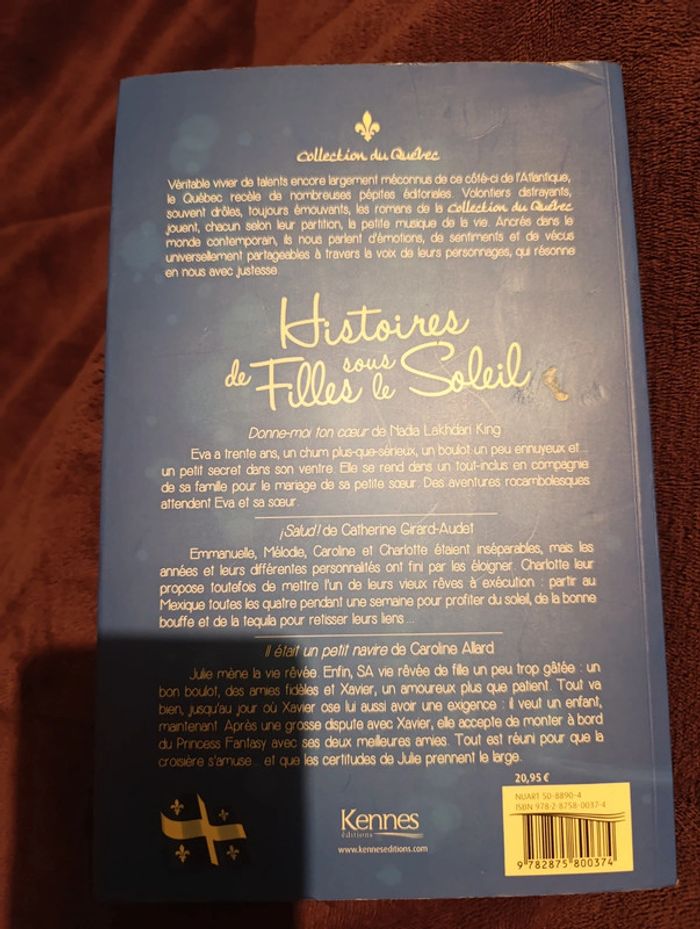 Collection du Québec
Véritable vivier de talents encore largement méconnus de ce côté-ci de l'Atlantique,
le Québec recèle de nombreuses pépites éditoriales. Volontiers distrayants,
souvent drôles, toujours émouvants, les romans de la Collection du Québec
jouent, chacun selon leur partition, la petite musique de la vie. Ancrés dans le
monde contemporain, ils nous parlent d'émotions, de sentiments et de vécus
universellement partageables à travers la voix de leurs personnages, qui résonne
en nous avec justesse.
Histoires
de Filles sous le Soleil
Donne-moi ton cœur de Nadia Lakhdari King
Eva a trente ans, un chum plus-que-sérieux, un boulot un peu ennuyeux et...
un petit secret dans son ventre. Elle se rend dans un tout-inclus en compagnie
de sa famille pour le mariage de sa petite sœur. Des aventures rocambolesques
attendent Eva et sa sœur.
¡Salud! de Catherine Girard-Audet
Emmanuelle, Mélodie, Caroline et Charlotte étaient inséparables, mais les
années et leurs différentes personnalités ont fini par les éloigner. Charlotte leur
propose toutefois de mettre l'un de leurs vieux rêves à exécution : partir au
Mexique toutes les quatre pendant une semaine pour profiter du soleil, de la bonne
bouffe et de la tequila pour retisser leurs liens...
Il était un petit navire de Caroline Allard
Julie mène la vie rêvée. Enfin, SA vie rêvée de fille un peu trop gâtée : un
bon boulot, des amies fidèles et Xavier, un amoureux plus que patient. Tout va
bien, jusqu'au jour où Xavier ose lui aussi avoir une exigence : il veut un enfant,
maintenant. Après une grosse dispute avec Xavier, elle accepte de monter à bord
du Princess Fantasy avec ses deux meilleures amies. Tout est réuni pour que la
croisière s'amuse... et que les certitudes de Julie prennent le large.
20,95 €
NUART 50-8890-4
ISBN 978-2 8758-0037-4
9 782875 800374
Kennes
éditions
www.kenneseditions.com